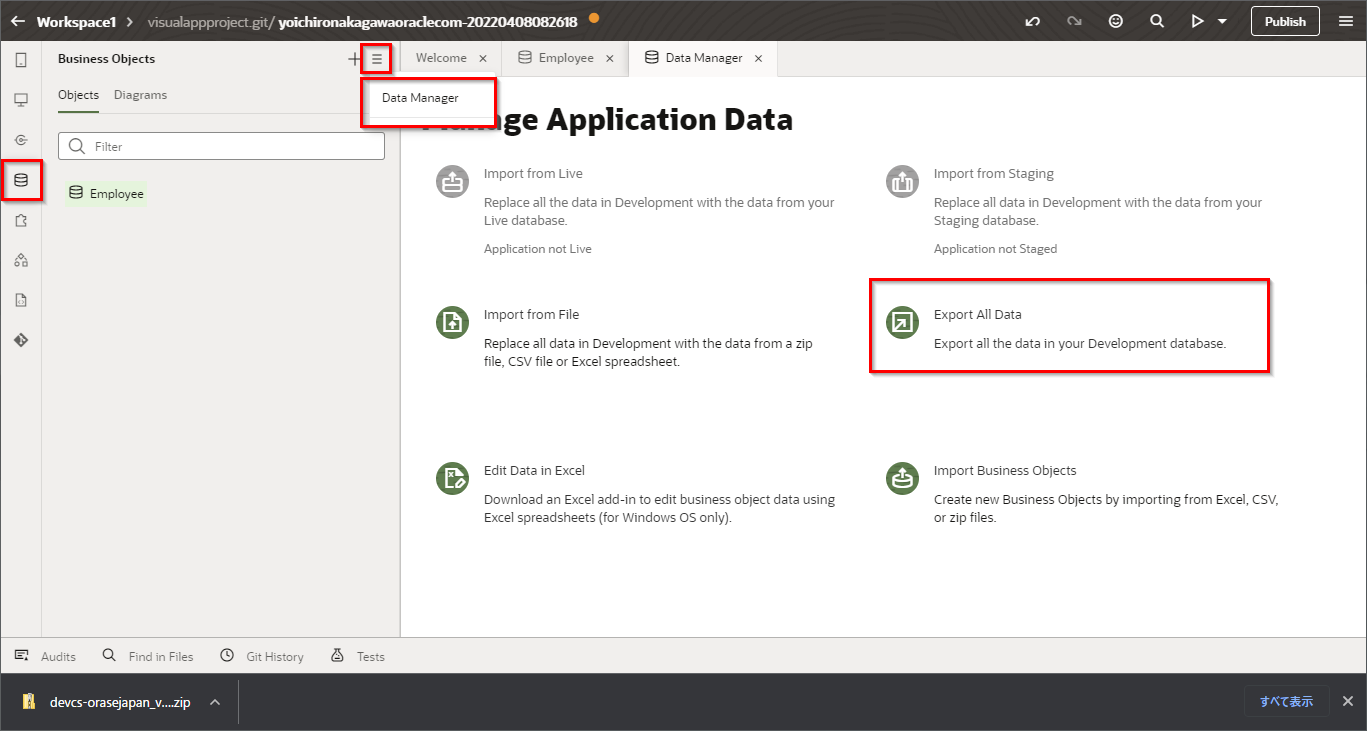 Workspace1 > visualappproject.git/ yoichironakagawaoraclecom-20220408082618
Publish
Business Objects
Welcome
Employee
Data Manager
Objects
Diagrams
Data Manager
nage Application Data
Filter
Employee
Import from Live
Replace all the data in Development with the data from your
Live database.
Application not Live
Import from Staging
Replace all data in Development with the data from your
Staging database.
Application not Staged
Import from File
Replace all data in Development with the data from a zip
file, CSV file or Excel spreadsheet.
Export All Data
Export all the data in your Development database.
Edit Data in Excel
Download an Excel add-in to edit business object data using
Excel spreadsheets (for Windows OS only).
Import Business Objects
Create new Business Objects by importing from Excel, CSV,
or zip files.
Audits
Find in Files
Git History
Tests
devcs-orasejapan_v....zip
すべて表示